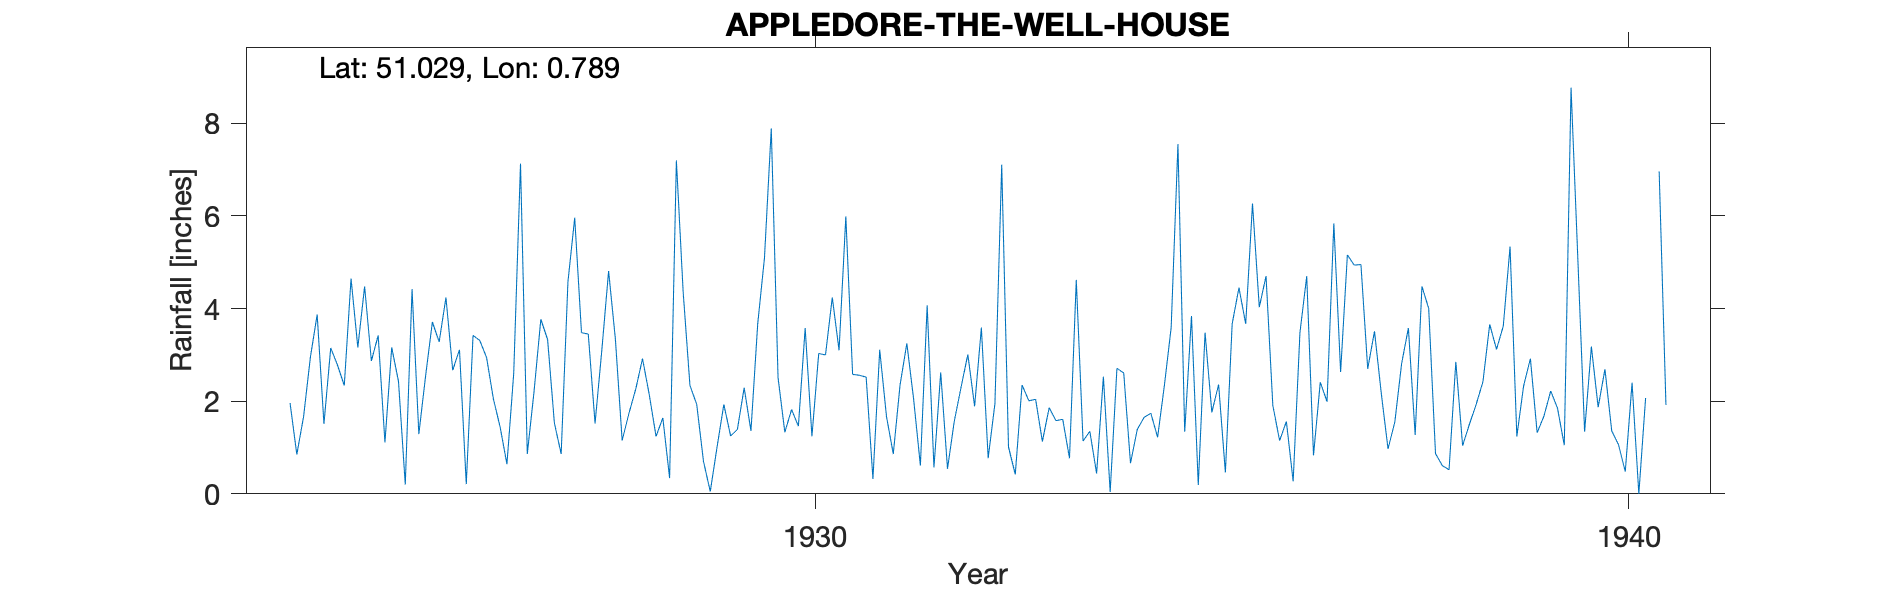 APPLEDORE-THE-WELL-HOUSE
Lat: 51.029, Lon: 0.789
8
6
4
2
0
Rainfall [inches]
1930
1940
Year